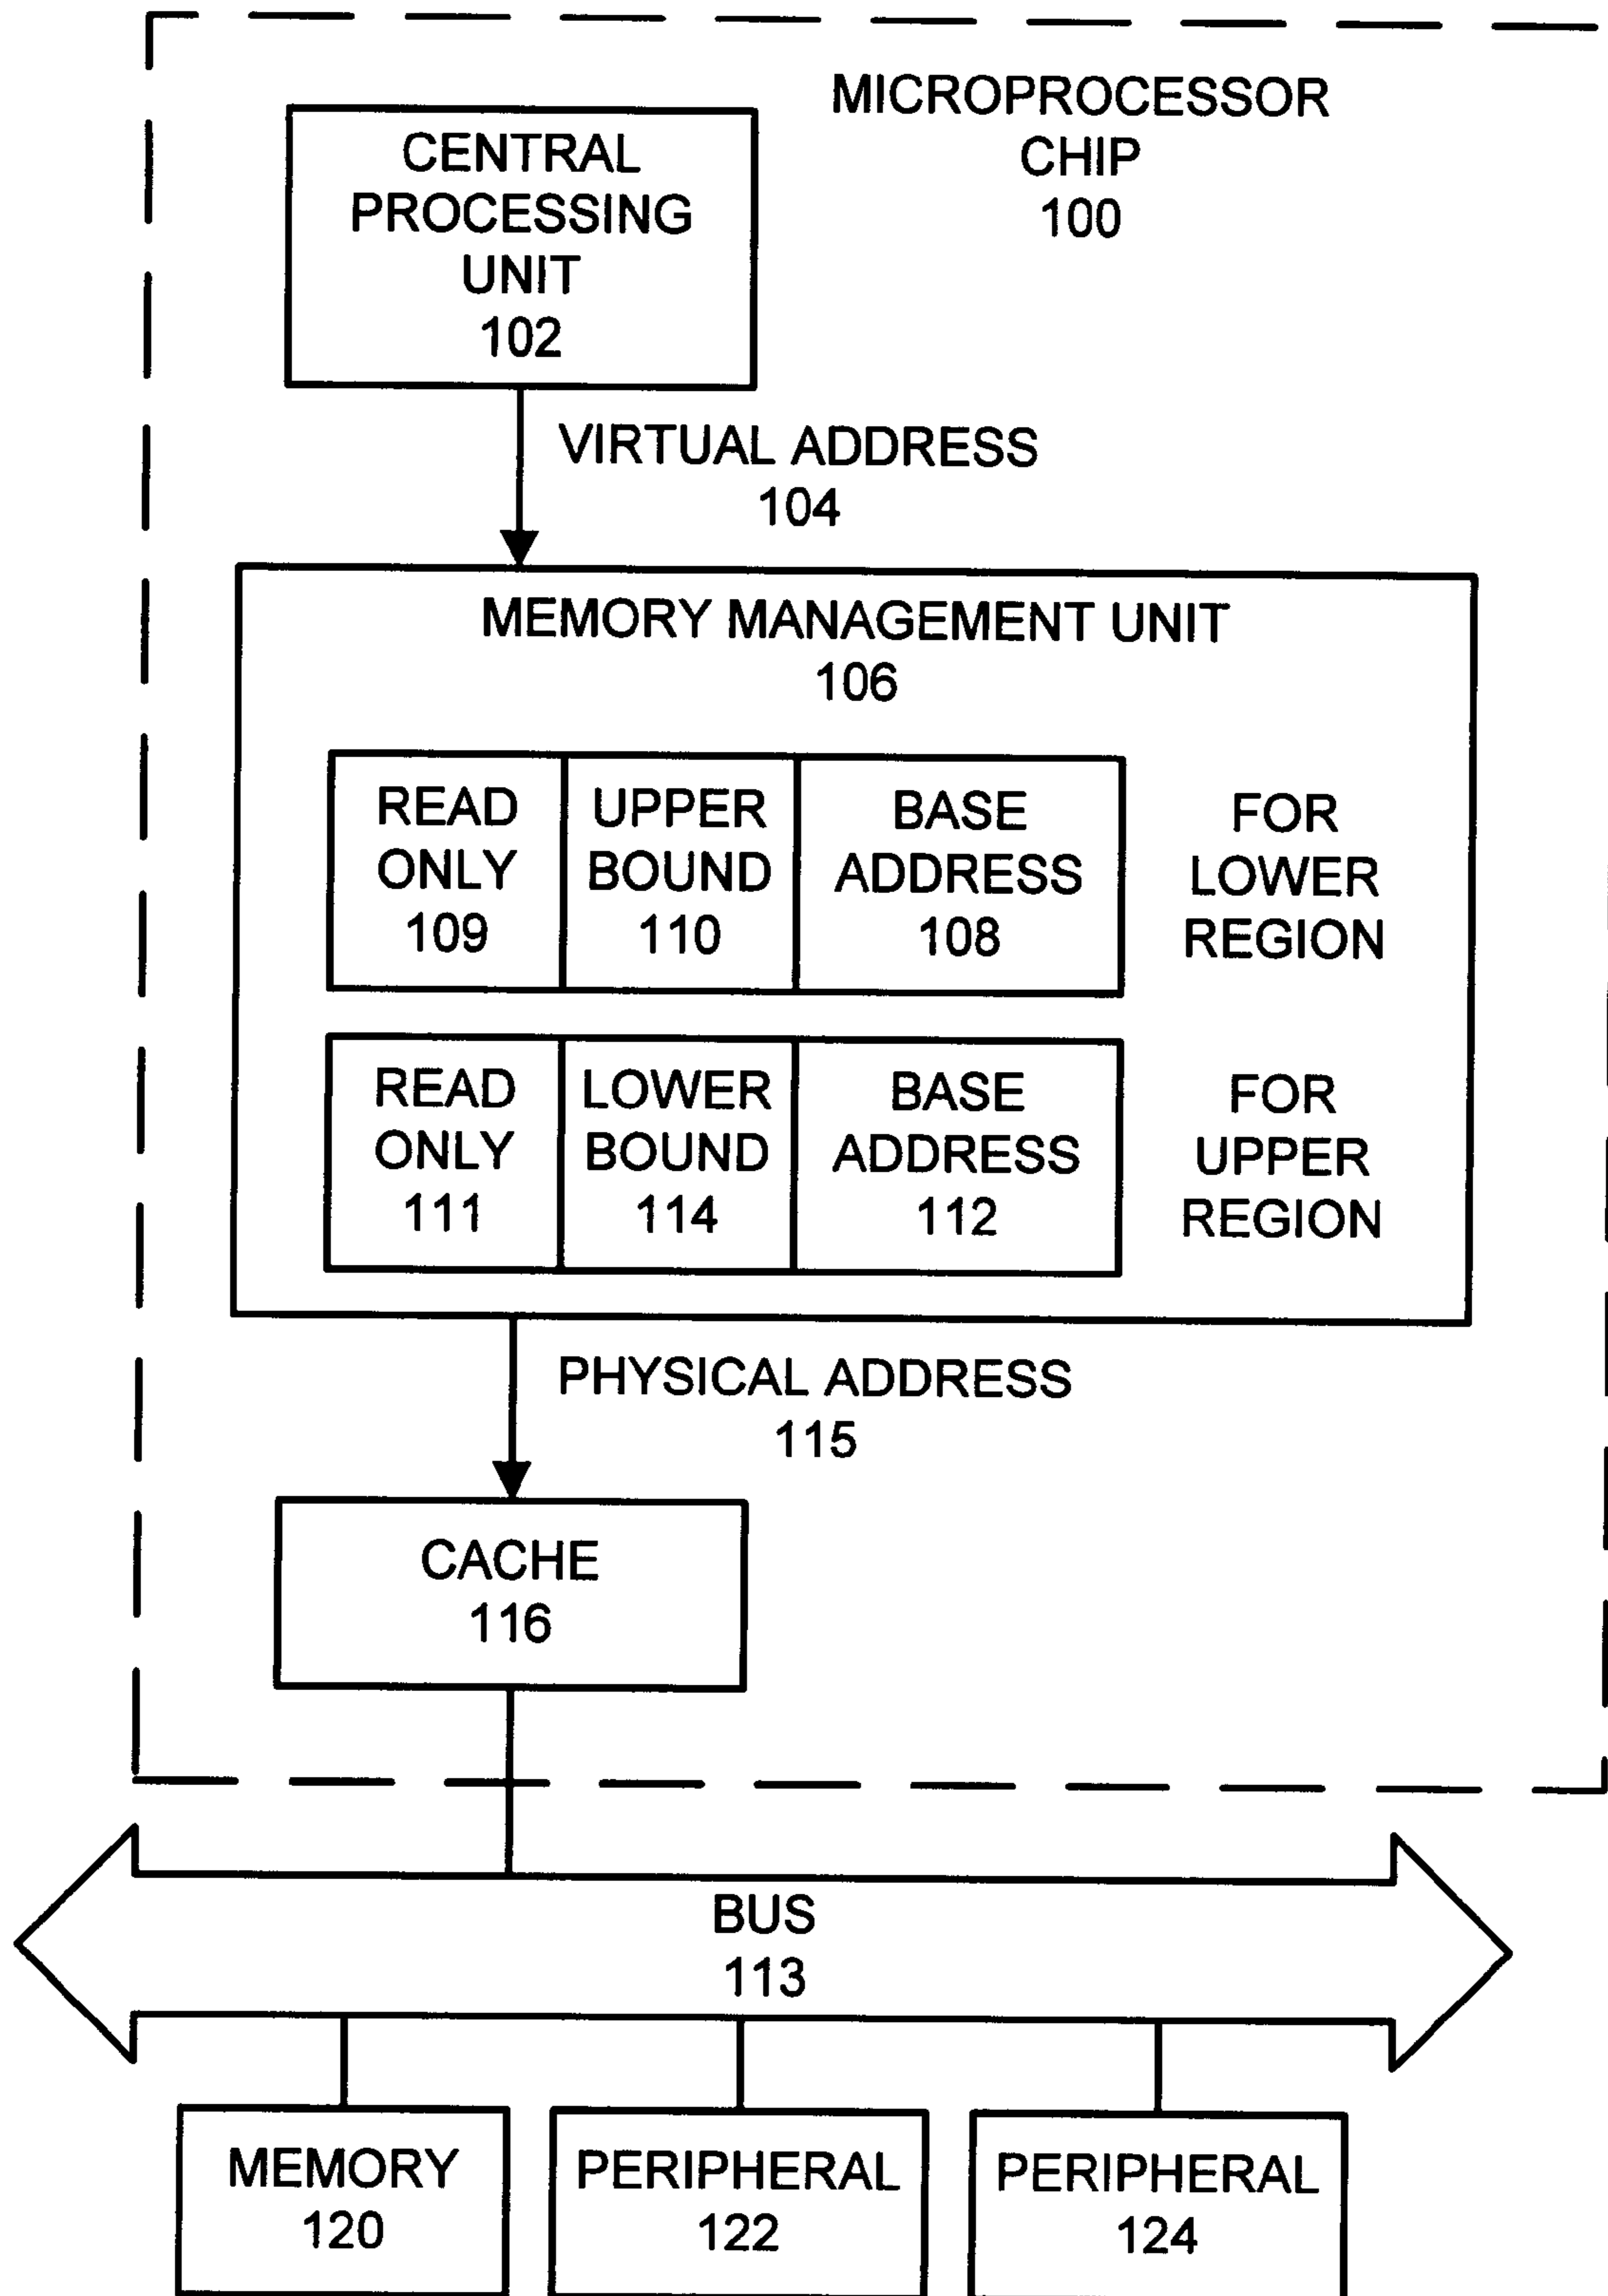 MICROPROCESSOR
CHIP
100
CENTRAL
PROCESSING
UNIT
102
VIRTUAL ADDRESS
104
MEMORY MANAGEMENT UNIT
106
READ
ONLY
109
UPPER
BOUND
110
BASE
ADDRESS
108
FOR
LOWER
REGION
READ
ONLY
111
LOWER
BOUND
114
BASE
ADDRESS
112
FOR
UPPER
REGION
PHYSICAL ADDRESS
115
CACHE
116
BUS
113
MEMORY
120
PERIPHERAL
122
PERIPHERAL
124